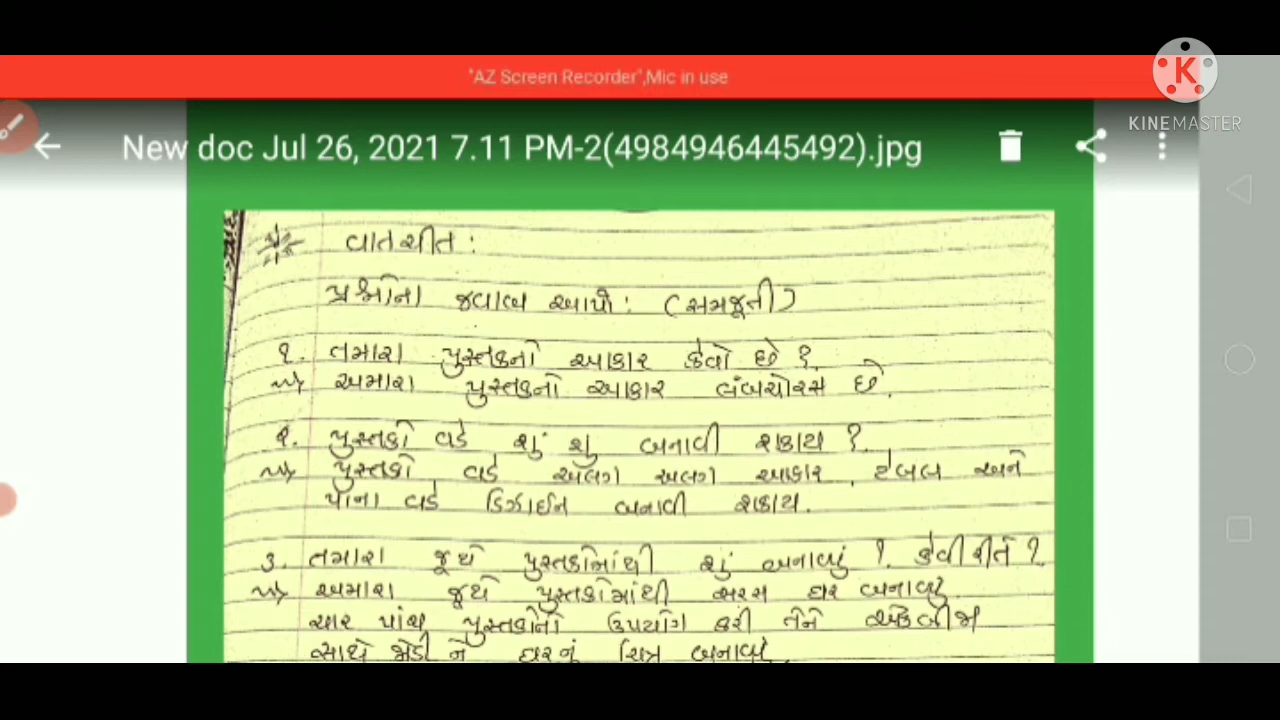 "AZ Screen Recorder",Mic in use
K
KINEMASTER
New doc Jul 26, 2021 7.11 PM-2(4984946445492).jpg
વાતચીત :
પ્રશ્નોના જવાબ આપો : (સમજૂતી)
૧. તમારા પુસ્તકનો આકાર કેવો છે ?
અમારા પુસ્તકનો આકાર લંબચોરસ છે.
૨. પુસ્તકો વડે શું શું બનાવી શકાય ?
પુસ્તકો વડે અલગ અલગ આકાર, ટેબલ અને
પાના વડે ડિઝાઈન બનાવી શકાય.
૩. તમારા જૂથે પુસ્તકોમાંથી શું બનાવ્યું ? કેવી રીતે ?
અમારા જૂથે પુસ્તકોમાંથી સરસ ઘર બનાવ્યું.
ચાર પાંચ પુસ્તકોનો ઉપયોગ કરી તેને એકબીજા
સાથે જોડી ને ઘરનું ચિત્ર બનાવ્યું.